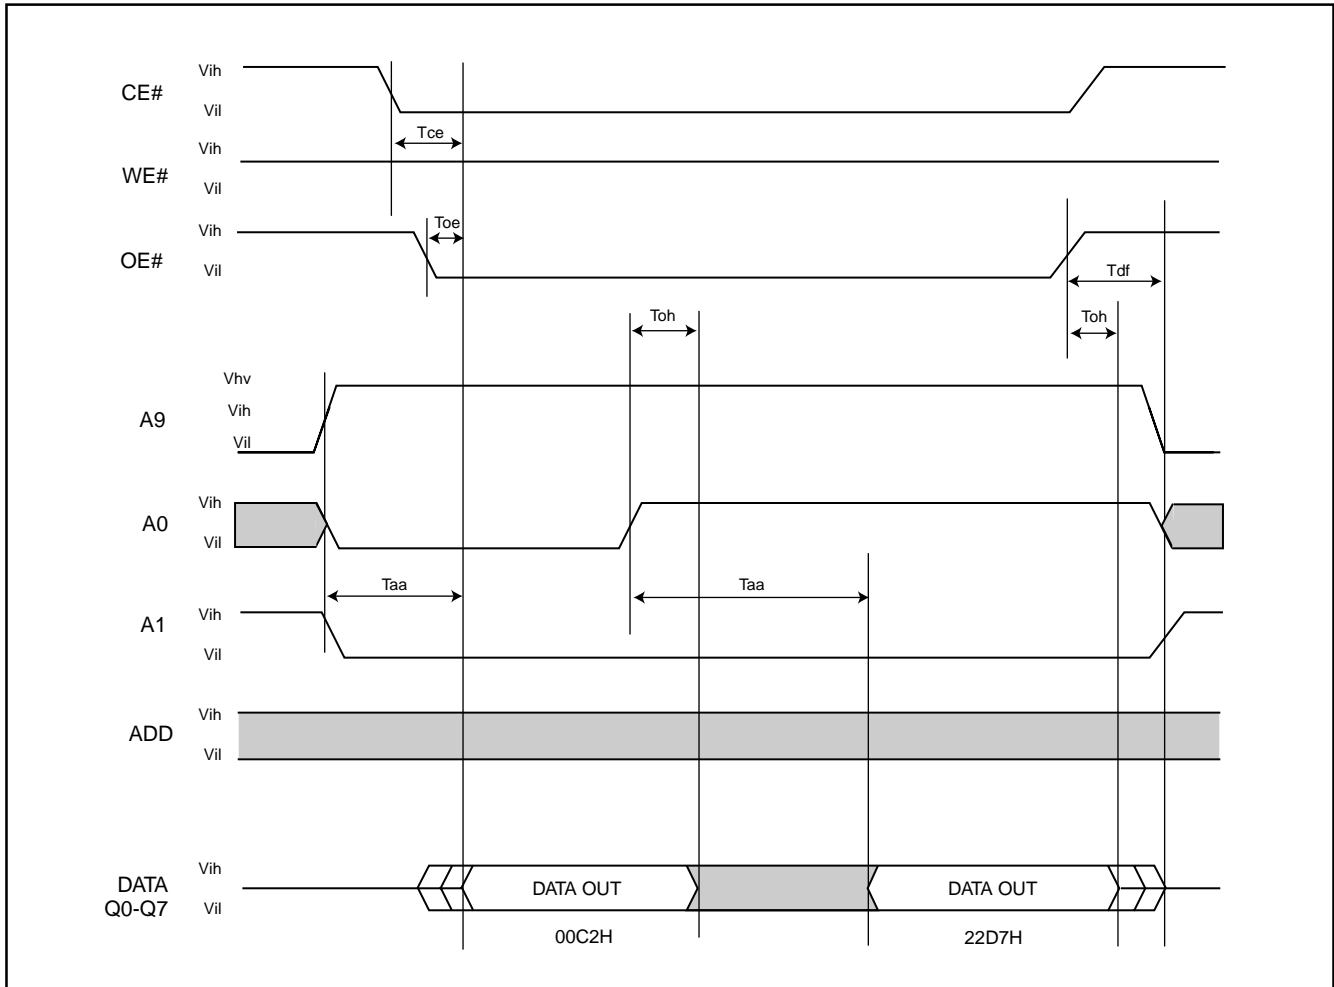 CE#
Vih
Vil
Tce
WE#
Vih
Vil
Toe
OE#
Vih
Vil
Tdf
Toh
Toh
A9
Vhv
Vih
Vil
A0
Vih
Vil
Taa
Taa
A1
Vih
Vil
ADD
Vih
Vil
DATA
Q0-Q7
Vih
Vil
DATA OUT
DATA OUT
00C2H
22D7H